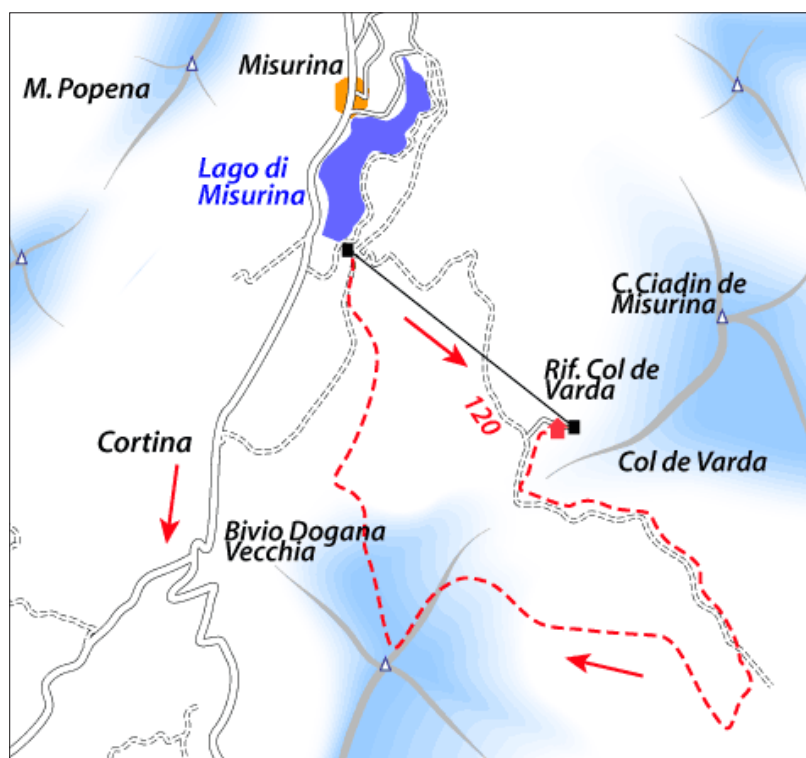 Misurina
M. Popena
Lago di
Misurina
C.Ciadin de
Misurina
Rif. Col de
Varda
120
Cortina
Col de Varda
Bivio Dogana
Vecchia